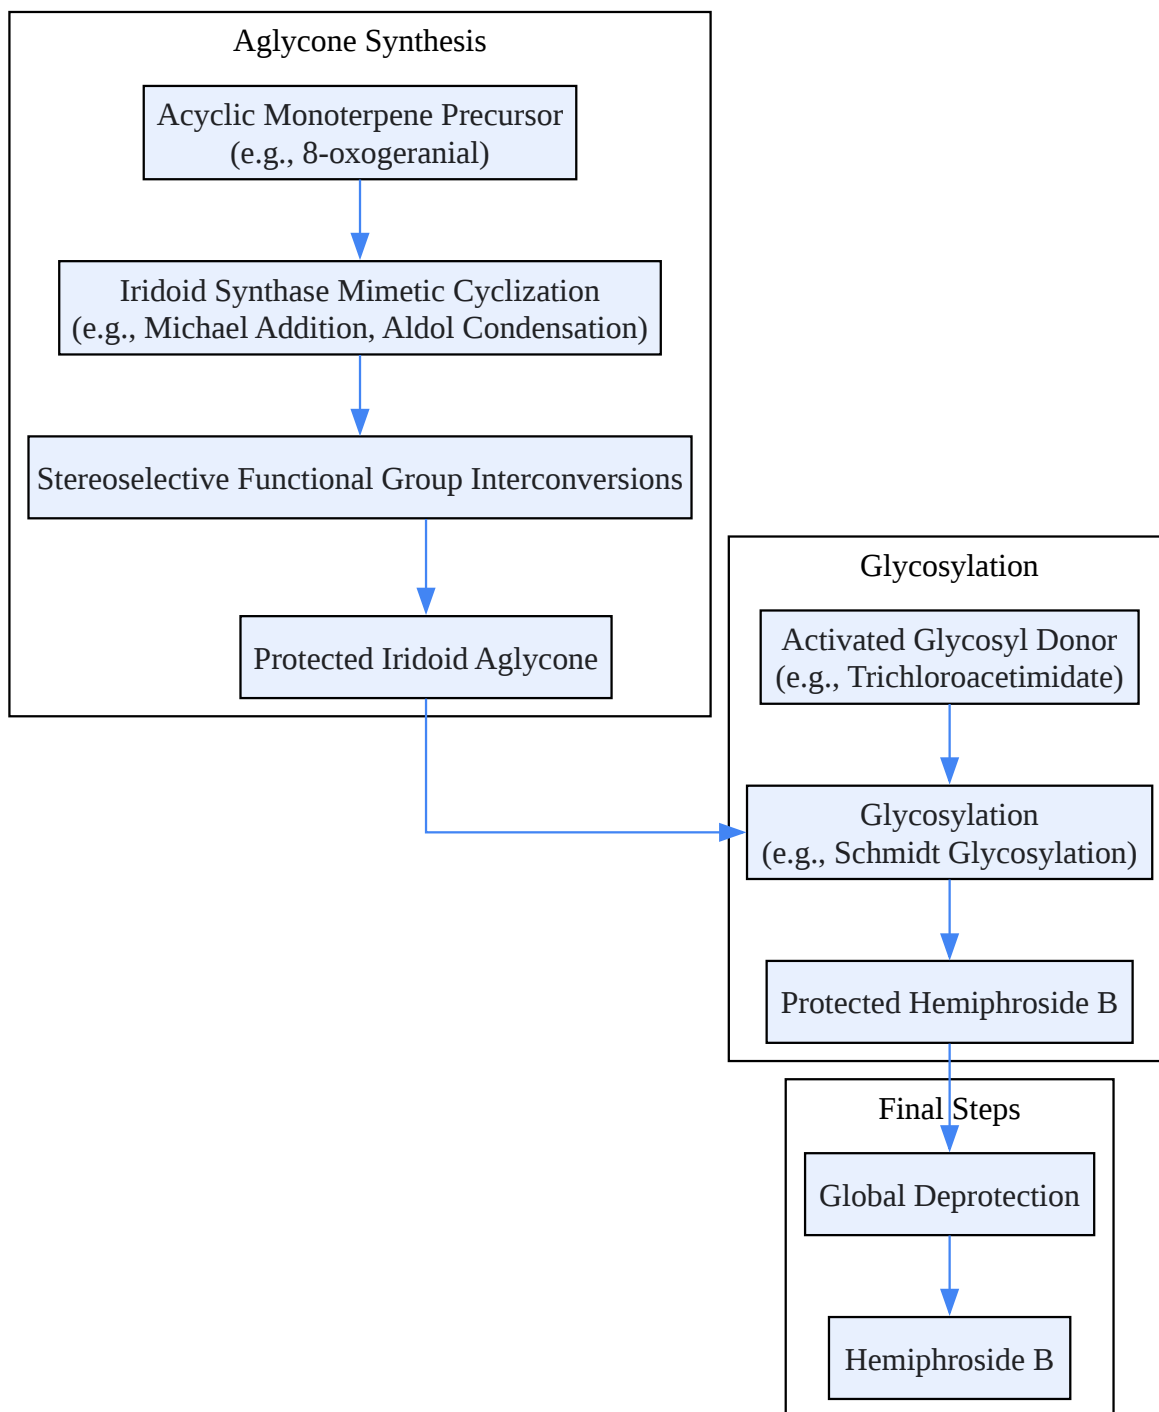 Aglycone Synthesis
Acyclic Monoterpene Precursor
(e.g., 8-oxogeranial)
Iridoid Synthase Mimetic Cyclization
(e.g., Michael Addition, Aldol Condensation)
Stereoselective Functional Group Interconversions
Protected Iridoid Aglycone
Glycosylation
Activated Glycosyl Donor
(e.g., Trichloroacetimidate)
Glycosylation
(e.g., Schmidt Glycosylation)
Protected Hemiphroside B
Final Steps
Global Deprotection
Hemiphroside B